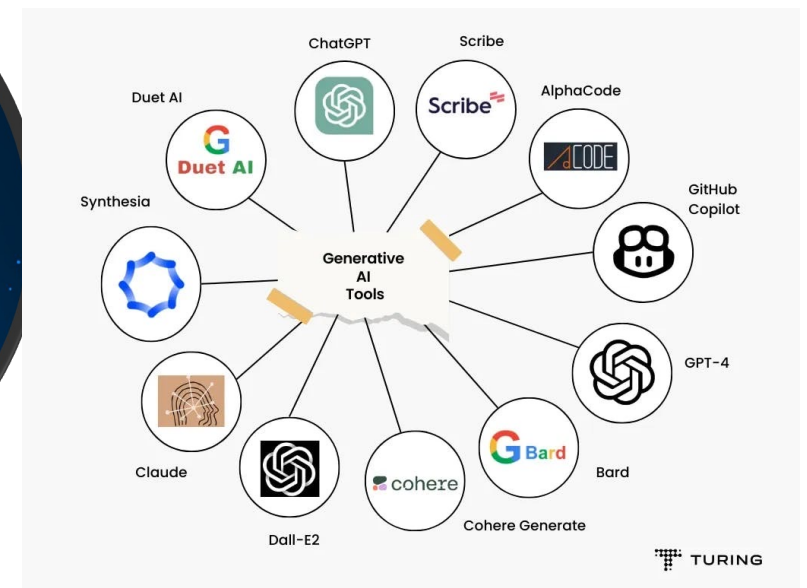 ChatGPT
Scribe
Scribe
Duet AI
G
Duet AI
AlphaCode
ACODE
GitHub
Copilot
Synthesia
Generative
AI
Tools
GPT-4
Claude
G Bard
Bard
cohere
Cohere Generate
Dall-E2
TURING